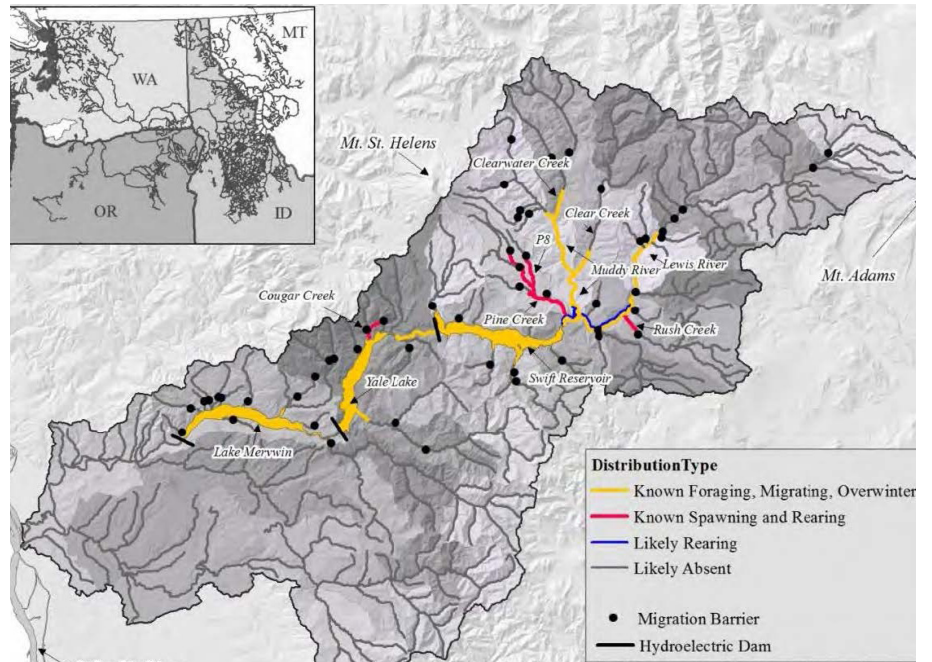 MT
WA
OR
ID
Mt. St. Helens
Clearwater Creek
Clear Creek
P8
Muddy River
Lewis River
Mt. Adams
Cougar Creek
Pine Creek
Rush Creek
Swift Reservoir
Yale Lake
Lake Merwin
DistributionType
Known Foraging, Migrating, Overwinter
Known Spawning and Rearing
Likely Rearing
Likely Absent
Migration Barrier
Hydroelectric Dam